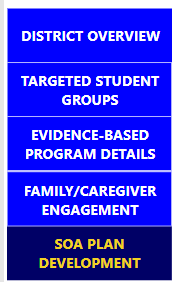 DISTRICT OVERVIEW
TARGETED STUDENT
GROUPS
EVIDENCE-BASED
PROGRAM DETAILS
FAMILY/CAREGIVER
ENGAGEMENT
SOA PLAN
DEVELOPMENT